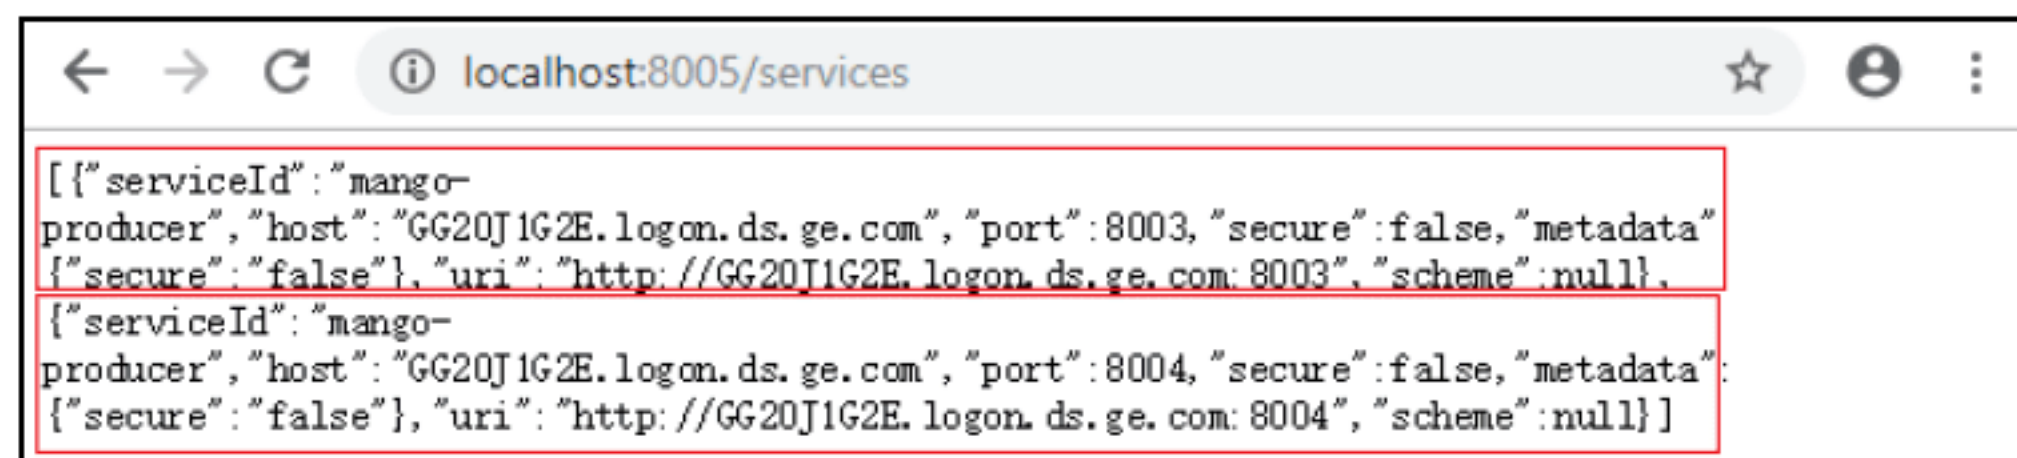 localhost:8005/services
[{"serviceId":"mango-
producer","host":"GG20J1G2E.logon.ds.ge.com","port":8003,"secure":false,"metadata"
{"secure":"false"},"uri":"http://GG20J1G2E.logon.ds.ge.com:8003","scheme":null},
{"serviceId":"mango-
producer","host":"GG20J1G2E.logon.ds.ge.com","port":8004,"secure":false,"metadata":
{"secure":"false"},"uri":"http://GG20J1G2E.logon.ds.ge.com:8004","scheme":null}]